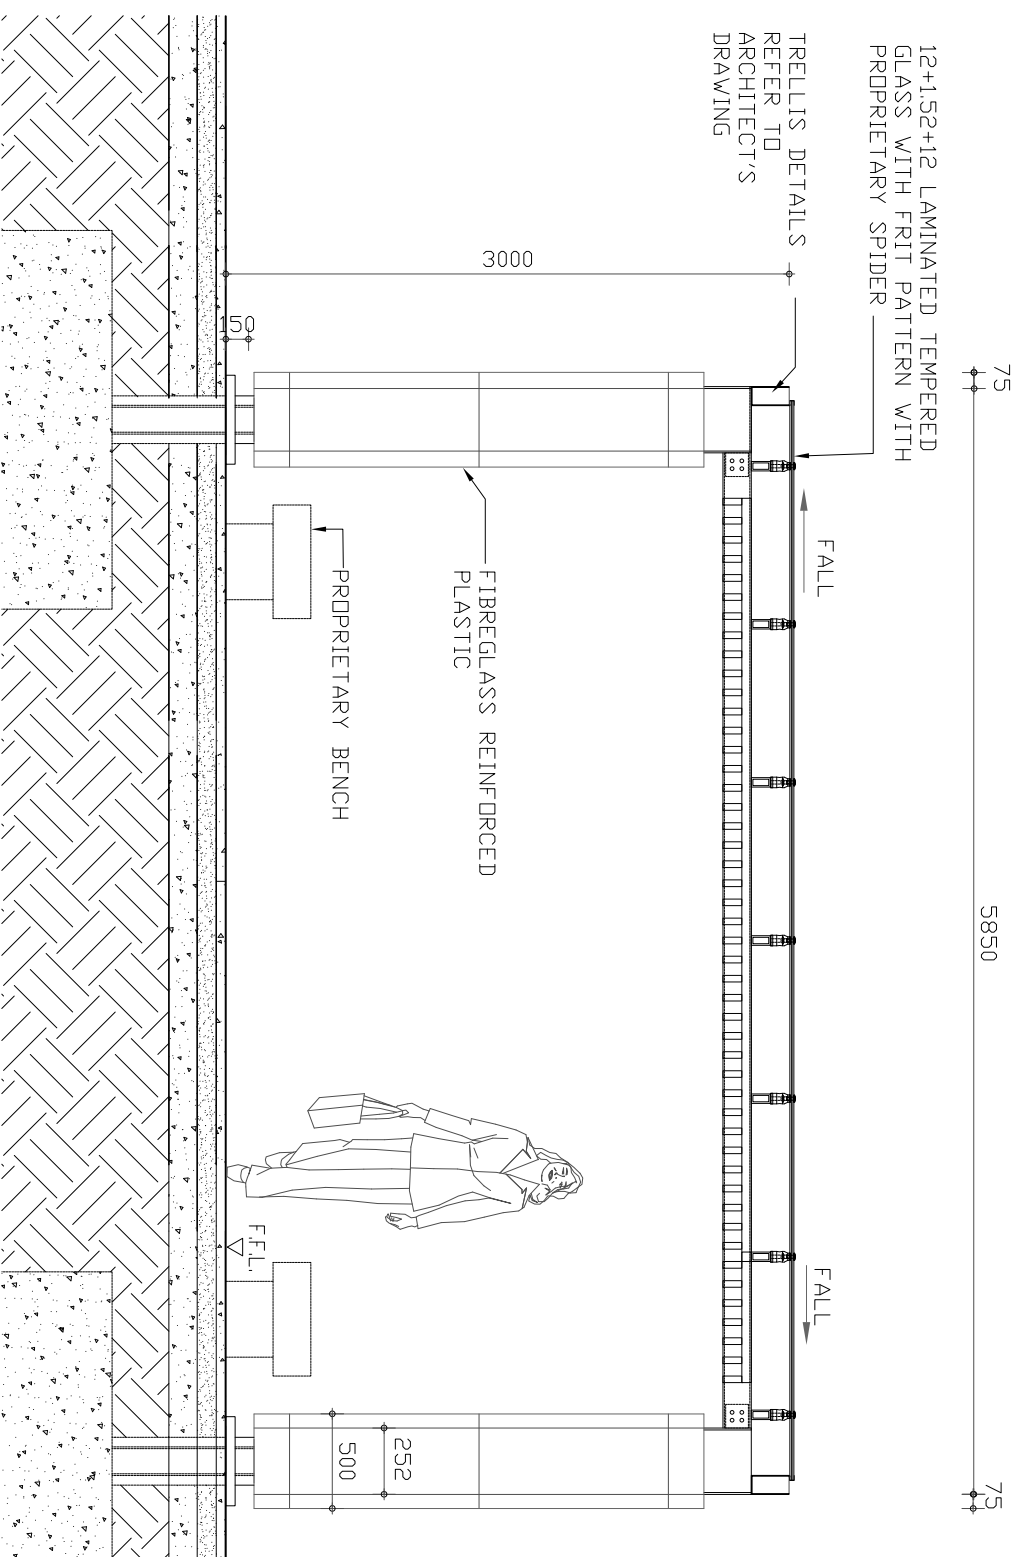 75
5850
75
12+1.52+12 LAMINATED TEMPERED
GLASS WITH FRIT PATTERN WITH
PROPRIETARY SPIDER
TRELLIS DETAILS
REFER TO
ARCHITECT'S
DRAWING
FALL
FALL
3000
150
FIBREGLASS REINFORCED
PLASTIC
PROPRIETARY BENCH
F.F.L.
252
500